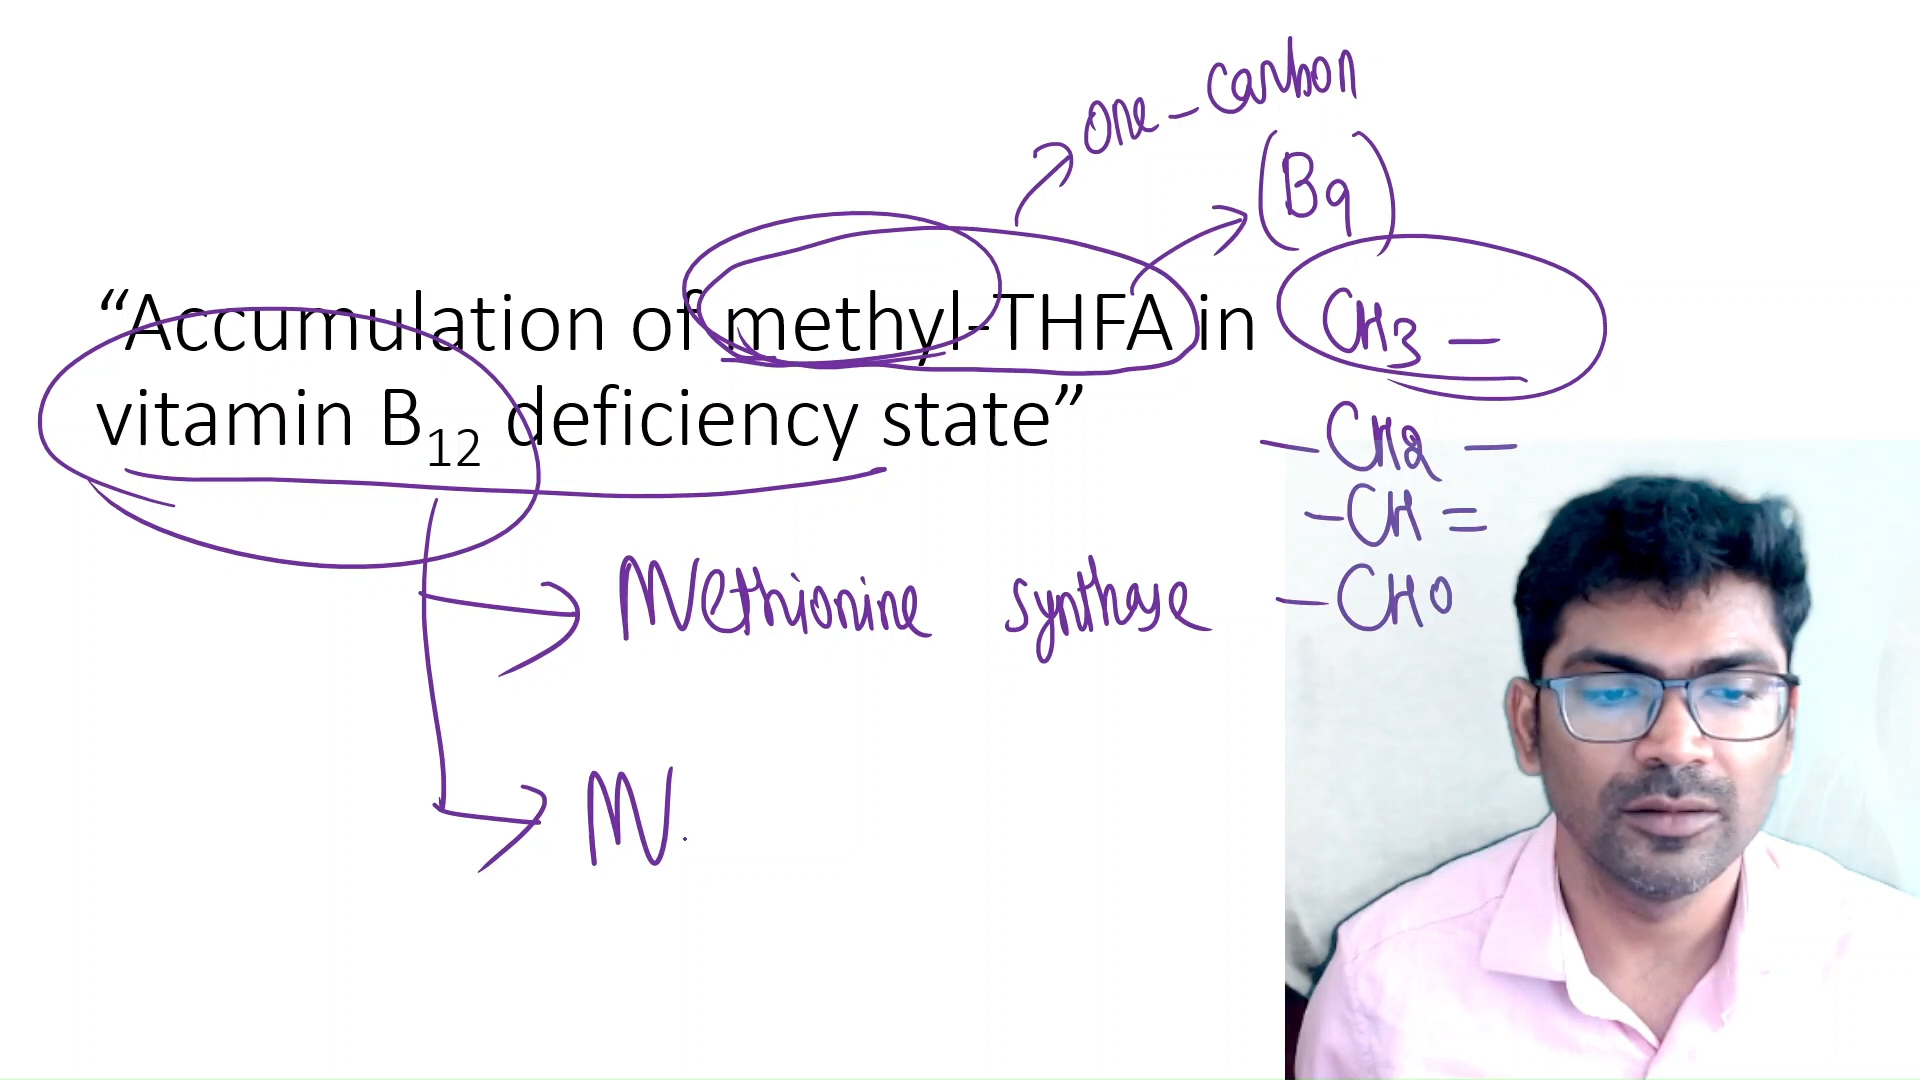 one-carbon
(B9)
“Accumulation of methyl-THFA in
CH3 —
vitamin B12 deficiency state”
— CH2 —
— CH =
Methionine synthase
— CHO
M